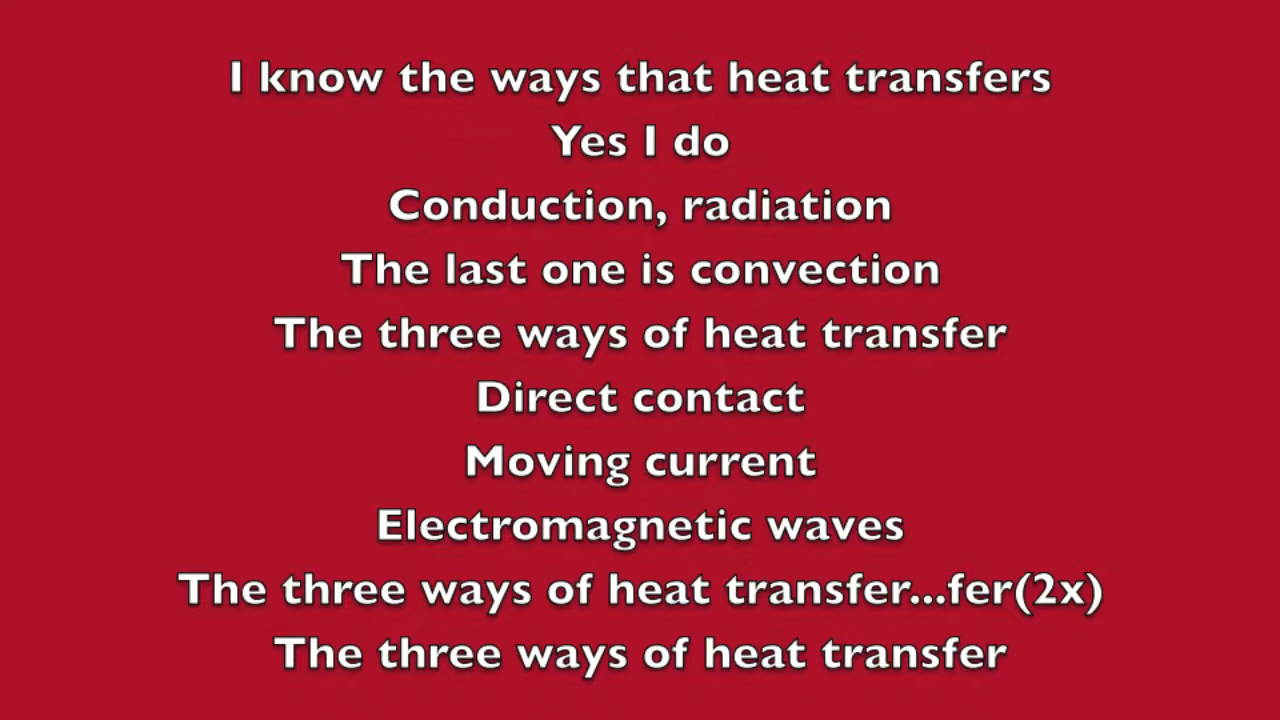 I know the ways that heat transfers
Yes I do
Conduction, radiation
The last one is convection
The three ways of heat transfer
Direct contact
Moving current
Electromagnetic waves
The three ways of heat transfer...fer(2x)
The three ways of heat transfer